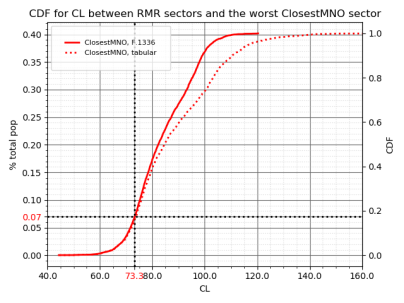 CDF for CL between RMR sectors and the worst ClosestMNO sector
ClosestMNO, F.1336
ClosestMNO, tabular
% total pop
0.40
0.35
0.30
0.25
0.20
0.15
0.10
0.07
0.05
0.00
1.0
0.8
0.6
0.4
0.2
0.0
CDF
40.0 60.0 73.3 80.0 100.0 120.0 140.0 160.0
CL